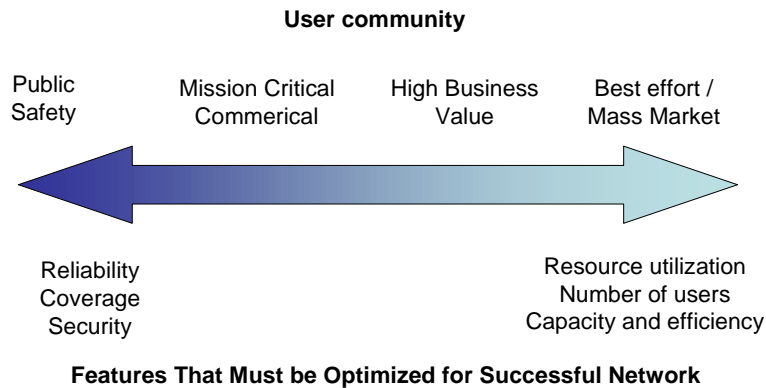 User community
Public
Safety
Mission Critical
Commerical
High Business
Value
Best effort /
Mass Market
Reliability
Coverage
Security
Resource utilization
Number of users
Capacity and efficiency
Features That Must be Optimized for Successful Network